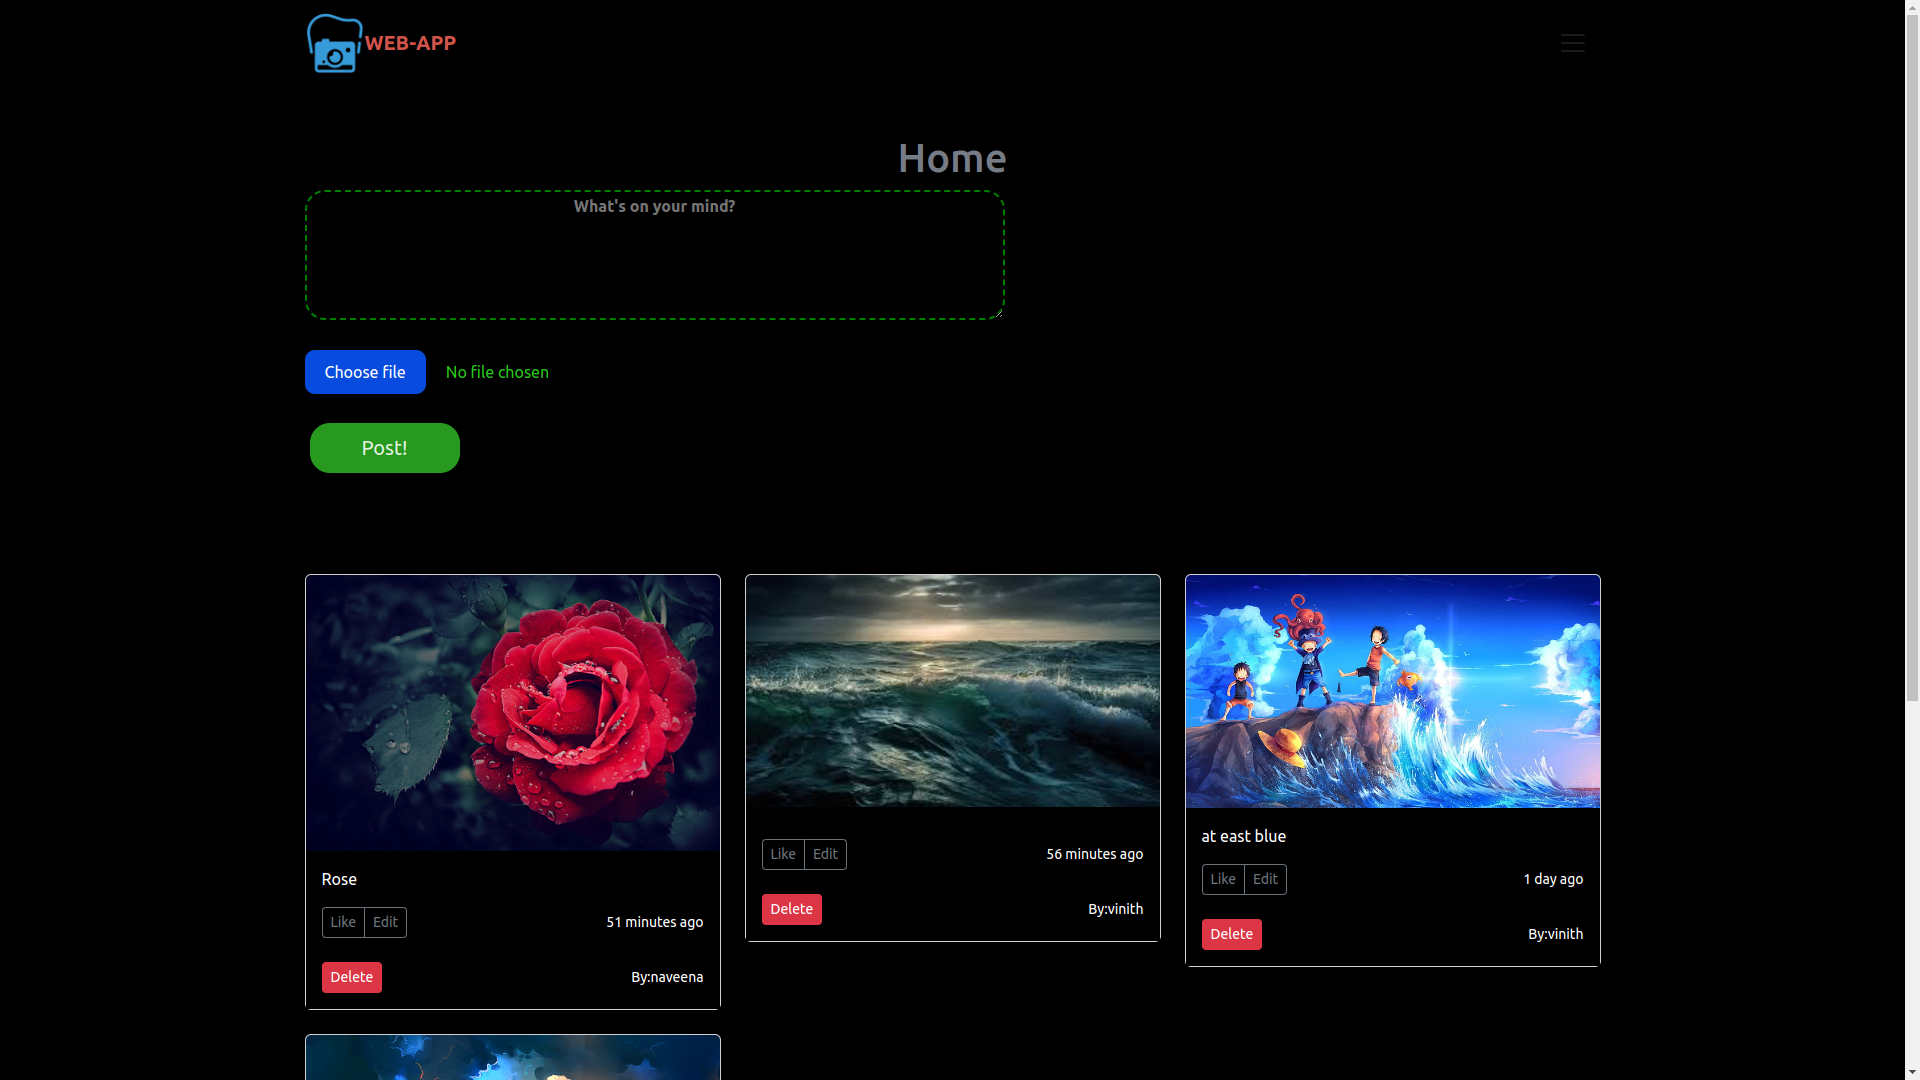 WEB-APP
Home
What's on your mind?
Choose file No file chosen
Post!
Rose
Like Edit 51 minutes ago
Delete By:naveena
Like Edit 56 minutes ago
Delete By:vinith
at east blue
Like Edit 1 day ago
Delete By:vinith